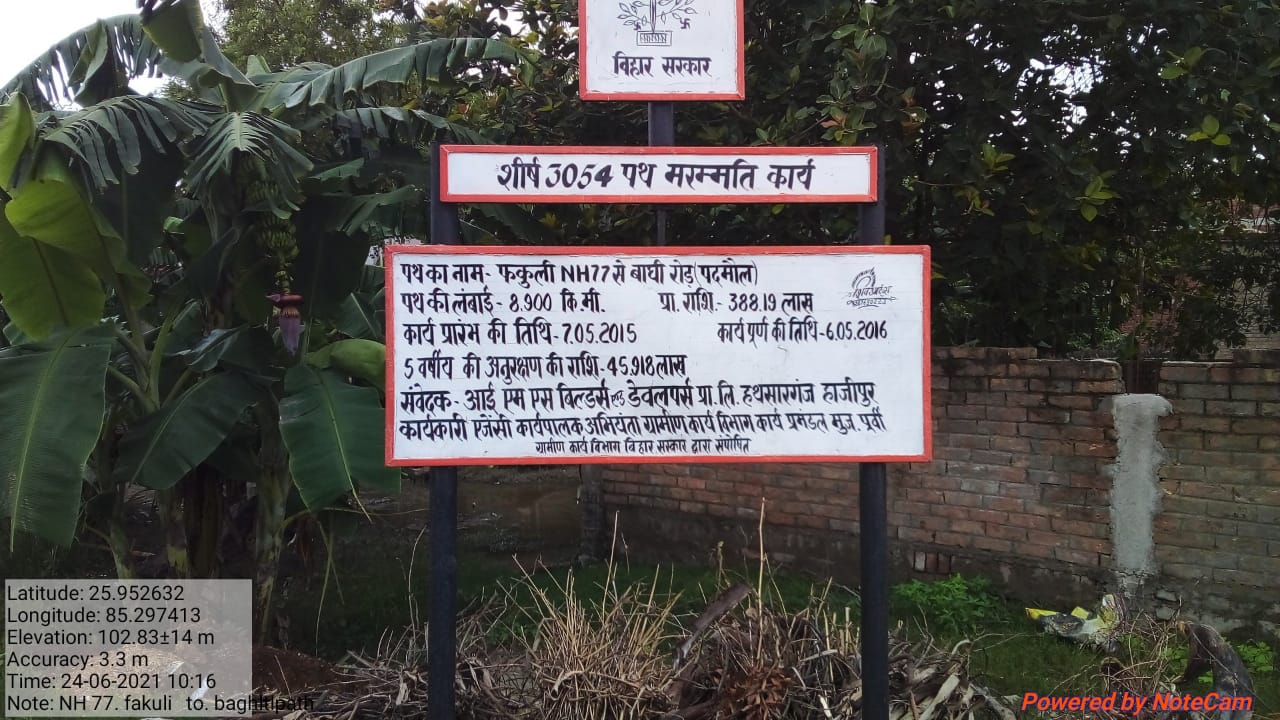 बिहार सरकार
शीर्ष 3054 पथ मरम्मति कार्य
पथ का नाम- फकुली NH77 से बाघी रोड़ (पदमौल)
पथ की लंबाई- 8.900 कि.मी. प्रा. राशि.- 388.19 लास
कार्य प्रारंभ की तिथि-7.05.2015 कार्य पूर्ण की तिथि-6.05.2016
5 वर्षीय की अनुरक्षण की राशि-45.918 लास
संवेदक- आई एम एस बिल्डर्स एण्ड डेवलपर्स प्रा.लि. हथसारगंज हाजीपुर
कार्यकारी एजेंसी कार्यपालक अभियंता ग्रामीण कार्य विभाग कार्य प्रमंडल मुज. पूर्वी
ग्रामीण कार्य विभाग बिहार सरकार द्वारा संपोषित
Latitude: 25.952632
Longitude: 85.297413
Elevation: 102.83±14 m
Accuracy: 3.3 m
Time: 24-06-2021 10:16
Note: NH 77. fakuli to. baghhipath
Powered by NoteCam